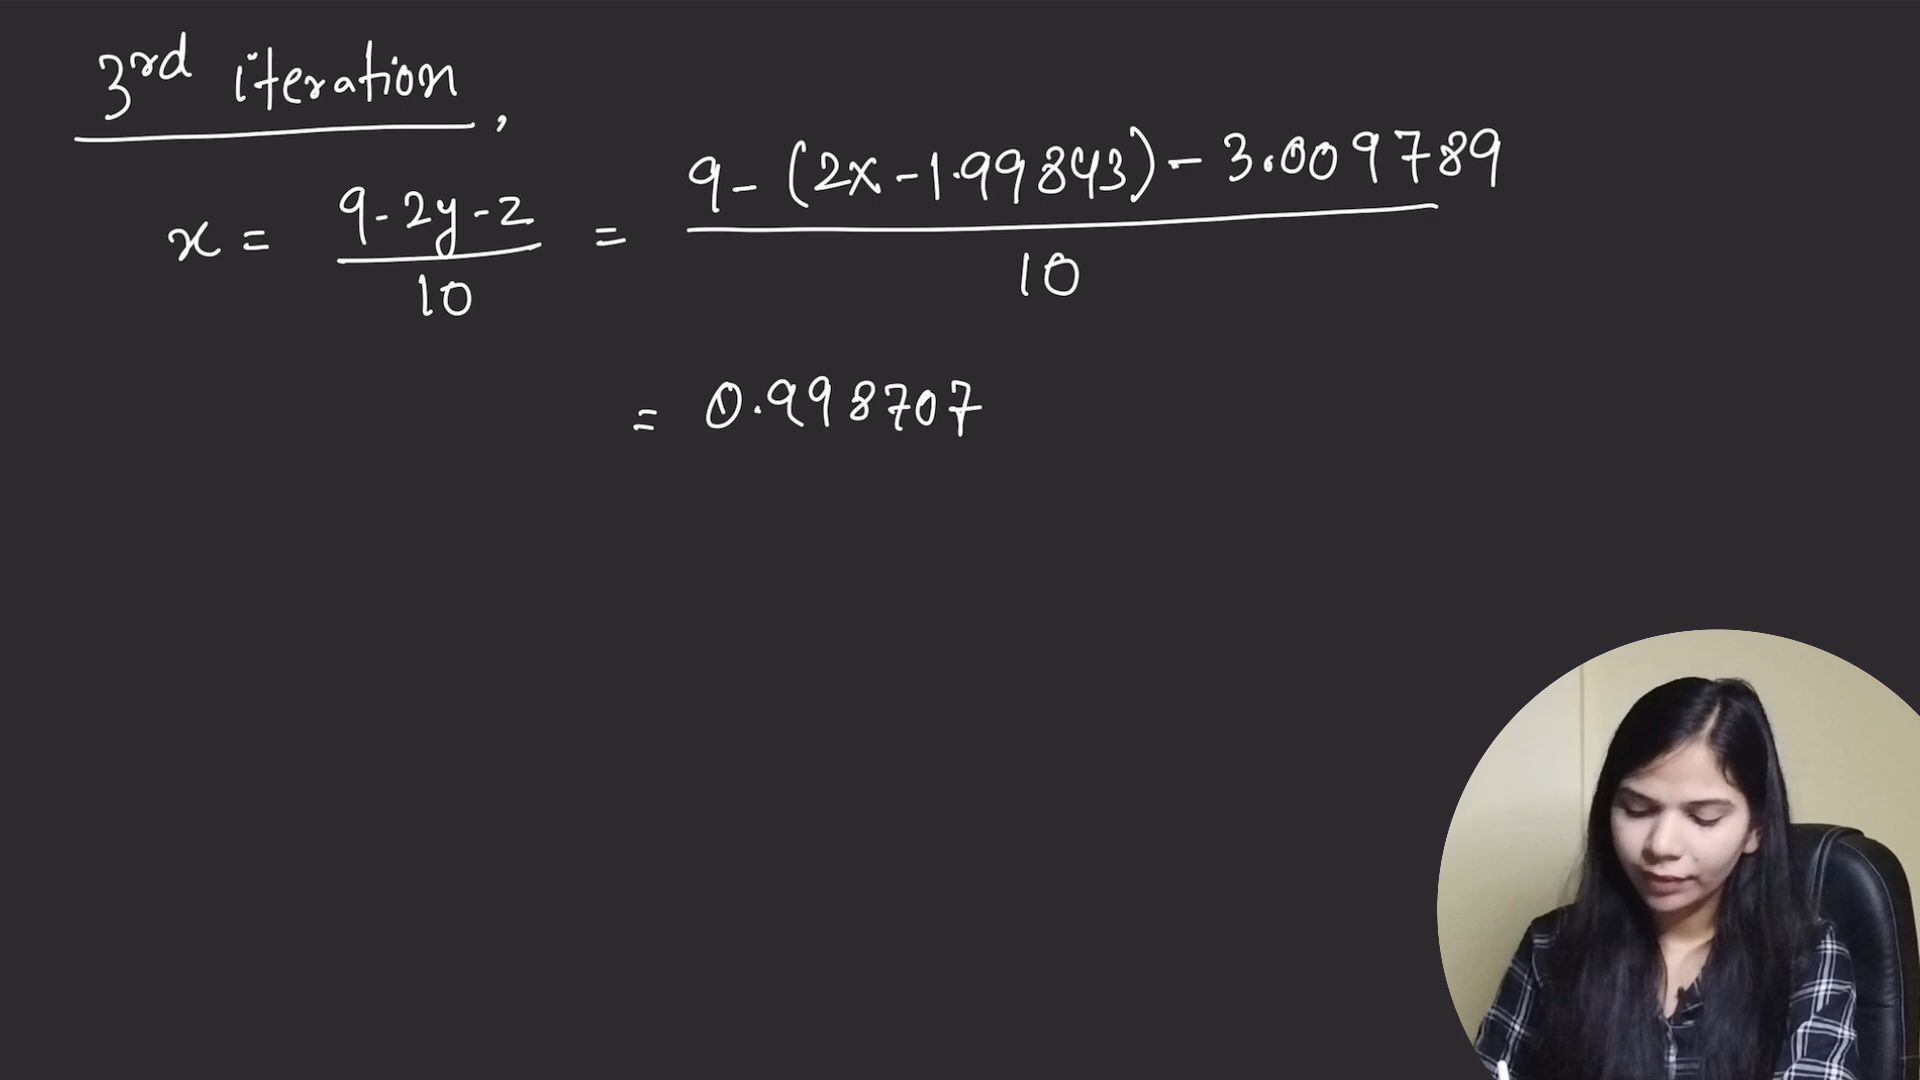 3rd iteration,
x = 9-2y-z / 10 = 9-(2x-1.99843)-3.009789 / 10
= 0.998707